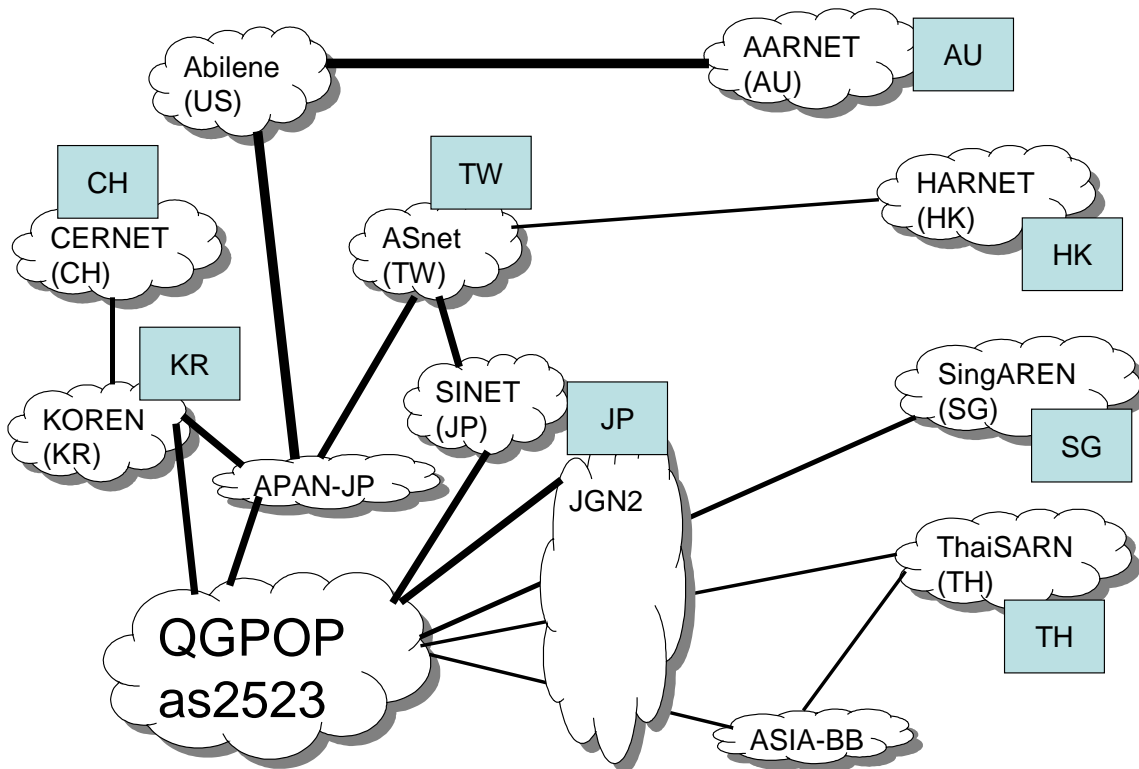 Abilene
(US)
AARNET
(AU)
AU
CH
CERNET
(CH)
TW
ASnet
(TW)
HARNET
(HK)
HK
KR
KOREN
(KR)
SINET
(JP)
JP
SingAREN
(SG)
SG
APAN-JP
JGN2
ThaiSARN
(TH)
TH
QGPOP
as2523
ASIA-BB